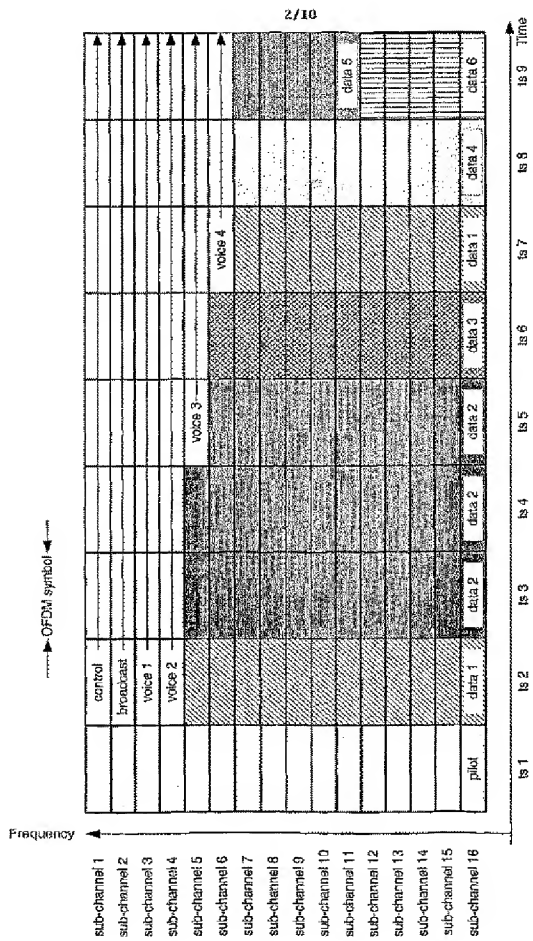 2/10
OFDM symbol
Frequency
sub-channel 1
sub-channel 2
sub-channel 3
sub-channel 4
sub-channel 5
sub-channel 6
sub-channel 7
sub-channel 8
sub-channel 9
sub-channel 10
sub-channel 11
sub-channel 12
sub-channel 13
sub-channel 14
sub-channel 15
sub-channel 16
control
broadcast
voice 1
voice 2
voice 3
voice 4
data 5
pilot
data 1
data 2
data 2
data 2
data 3
data 1
data 4
data 6
ts 1
ts 2
ts 3
ts 4
ts 5
ts 6
ts 7
ts 8
ts 9
Time